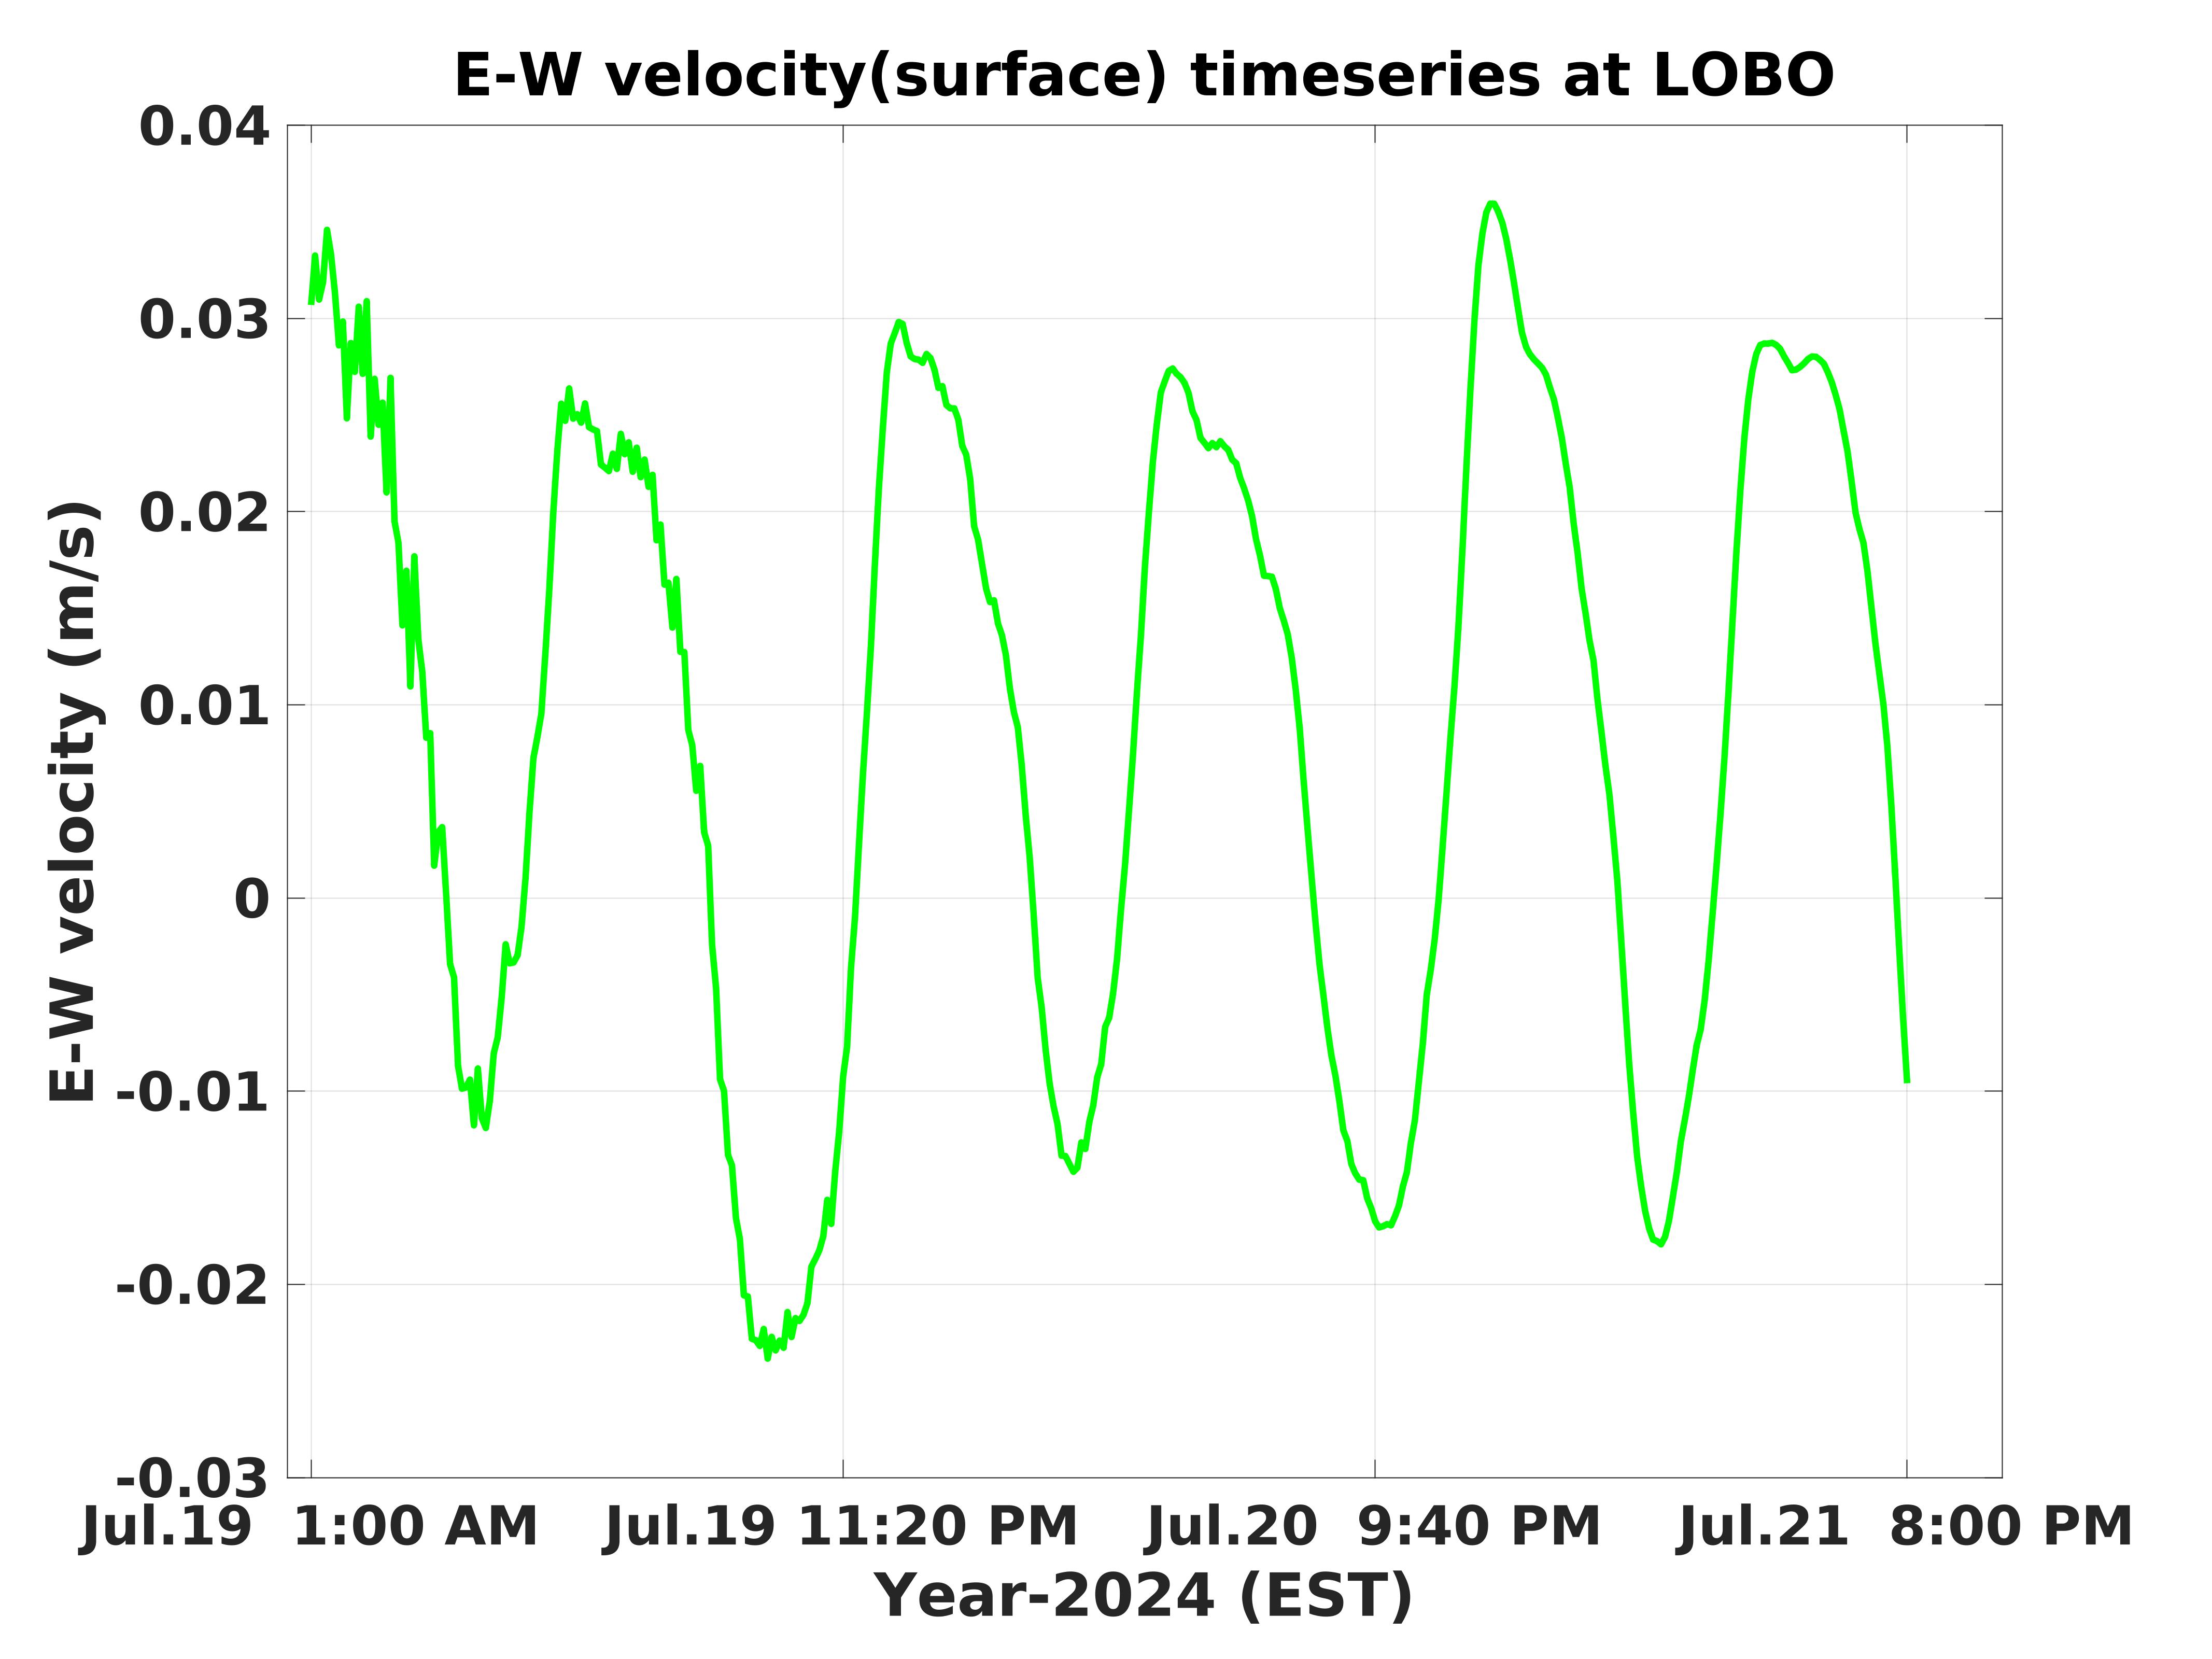 E-W velocity(surface) timeseries at LOBO
E-W velocity (m/s)
0.04
0.03
0.02
0.01
0
-0.01
-0.02
-0.03
Jul.19 1:00 AM
Jul.19 11:20 PM
Jul.20 9:40 PM
Jul.21 8:00 PM
Year-2024 (EST)